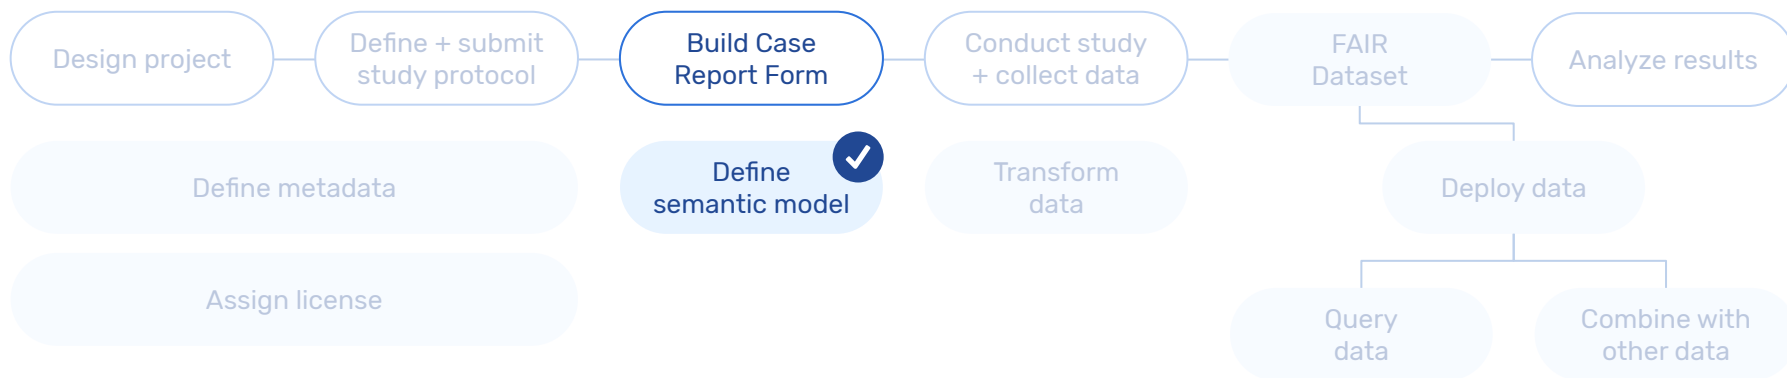 Design project
Define + submit
study protocol
Build Case
Report Form
Conduct study
+ collect data
FAIR
Dataset
Analyze results
Define metadata
Define
semantic model
Transform
data
Deploy data
Assign license
Query
data
Combine with
other data